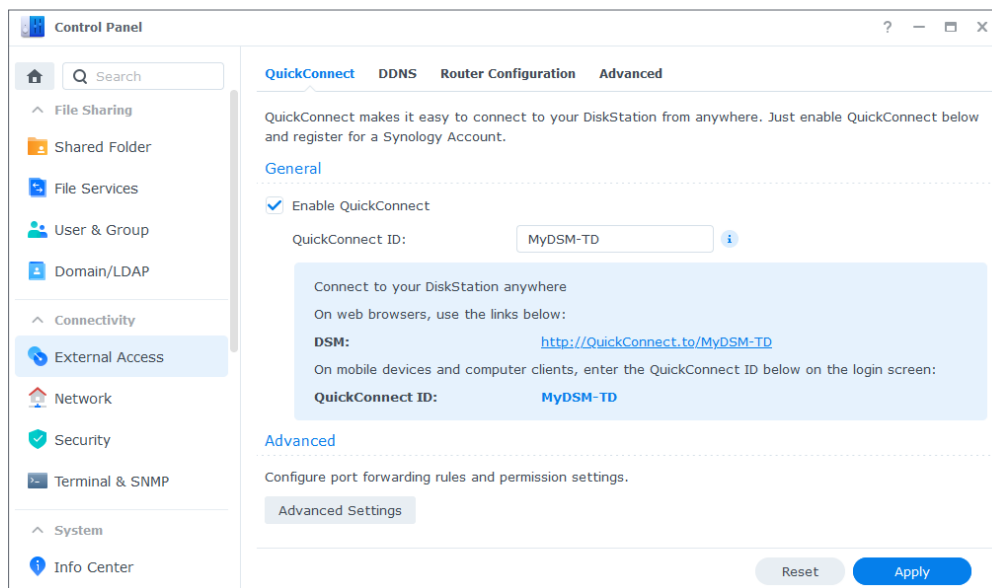 Control Panel
?
Search
File Sharing
Shared Folder
File Services
User & Group
Domain/LDAP
Connectivity
External Access
Network
Security
Terminal & SNMP
System
Info Center
QuickConnect DDNS Router Configuration Advanced
QuickConnect makes it easy to connect to your DiskStation from anywhere. Just enable QuickConnect below
and register for a Synology Account.
General
Enable QuickConnect
QuickConnect ID: MyDSM-TD
Connect to your DiskStation anywhere
On web browsers, use the links below:
DSM: http://QuickConnect.to/MyDSM-TD
On mobile devices and computer clients, enter the QuickConnect ID below on the login screen:
QuickConnect ID: MyDSM-TD
Advanced
Configure port forwarding rules and permission settings.
Advanced Settings
Reset Apply